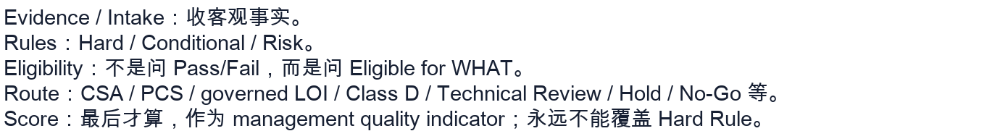 Evidence / Intake：收客观事实。
Rules：Hard / Conditional / Risk。
Eligibility：不是问 Pass/Fail，而是问 Eligible for WHAT。
Route：CSA / PCS / governed LOI / Class D / Technical Review / Hold / No-Go 等。
Score：最后才算，作为 management quality indicator；永远不能覆盖 Hard Rule。